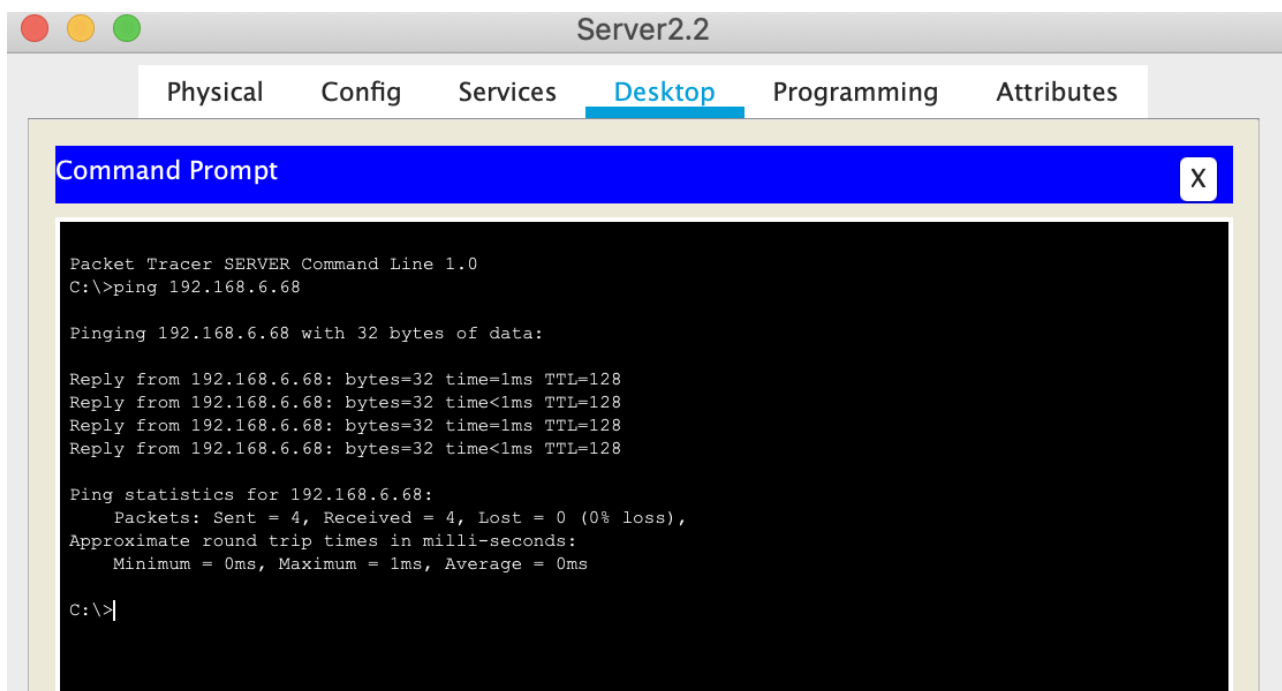 Server2.2
Physical Config Services Desktop Programming Attributes
Command Prompt
X
Packet Tracer SERVER Command Line 1.0
C:\>ping 192.168.6.68
Pinging 192.168.6.68 with 32 bytes of data:
Reply from 192.168.6.68: bytes=32 time=1ms TTL=128
Reply from 192.168.6.68: bytes=32 time<1ms TTL=128
Reply from 192.168.6.68: bytes=32 time=1ms TTL=128
Reply from 192.168.6.68: bytes=32 time<1ms TTL=128
Ping statistics for 192.168.6.68:
Packets: Sent = 4, Received = 4, Lost = 0 (0% loss),
Approximate round trip times in milli-seconds:
Minimum = 0ms, Maximum = 1ms, Average = 0ms
C:\>